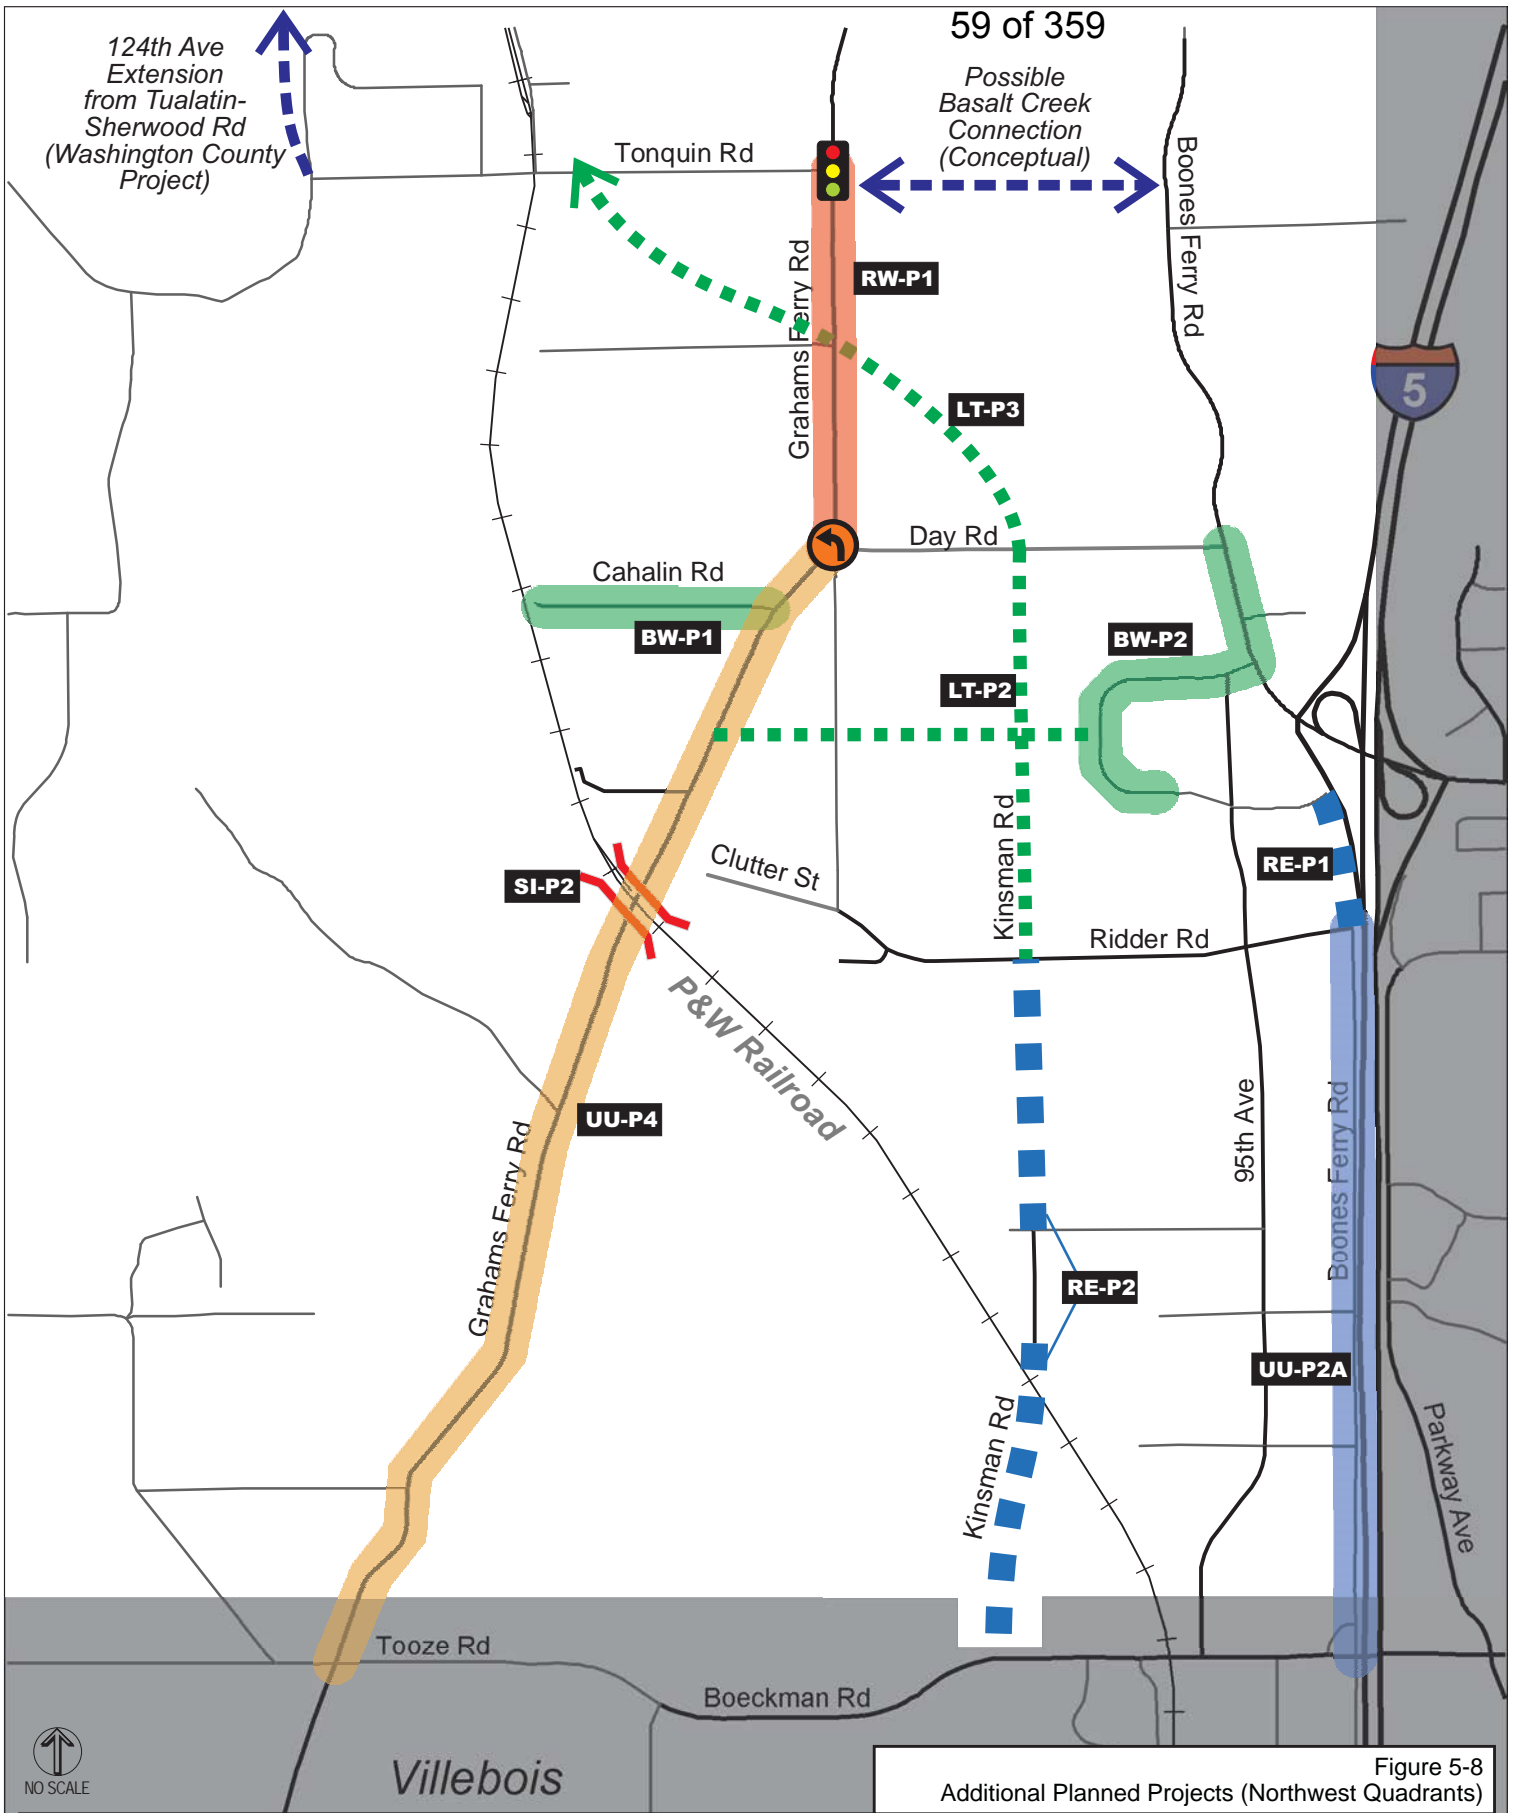 59 of 359
124th Ave
Extension
from Tualatin-
Sherwood Rd
(Washington County
Project)
Possible
Basalt Creek
Connection
(Conceptual)
Tonquin Rd
Boones Ferry Rd
Grahams Ferry Rd
RW-P1
5
LT-P3
Day Rd
Cahalin Rd
BW-P1
BW-P2
LT-P2
Kinsman Rd
Clutter St
SI-P2
RE-P1
Ridder Rd
P&W Railroad
UU-P4
95th Ave
Boones Ferry Rd
Grahams Ferry Rd
RE-P2
UU-P2A
Kinsman Rd
Parkway Ave
Tooze Rd
Boeckman Rd
Villebois
NO SCALE
Figure 5-8
Additional Planned Projects (Northwest Quadrants)